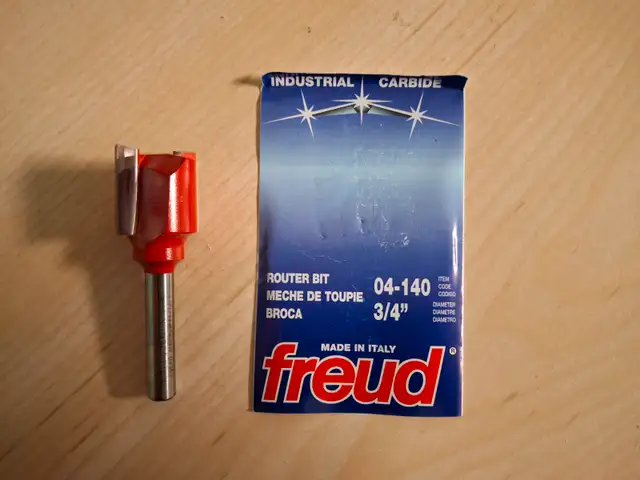 INDUSTRIAL CARBIDE
ROUTER BIT
MECHE DE TOUPIE
BROCA
04-140
ITEM
CODE
CODIGO
3/4"
DIAMETER
DIAMETRE
DIAMETRO
MADE IN ITALY
freud®